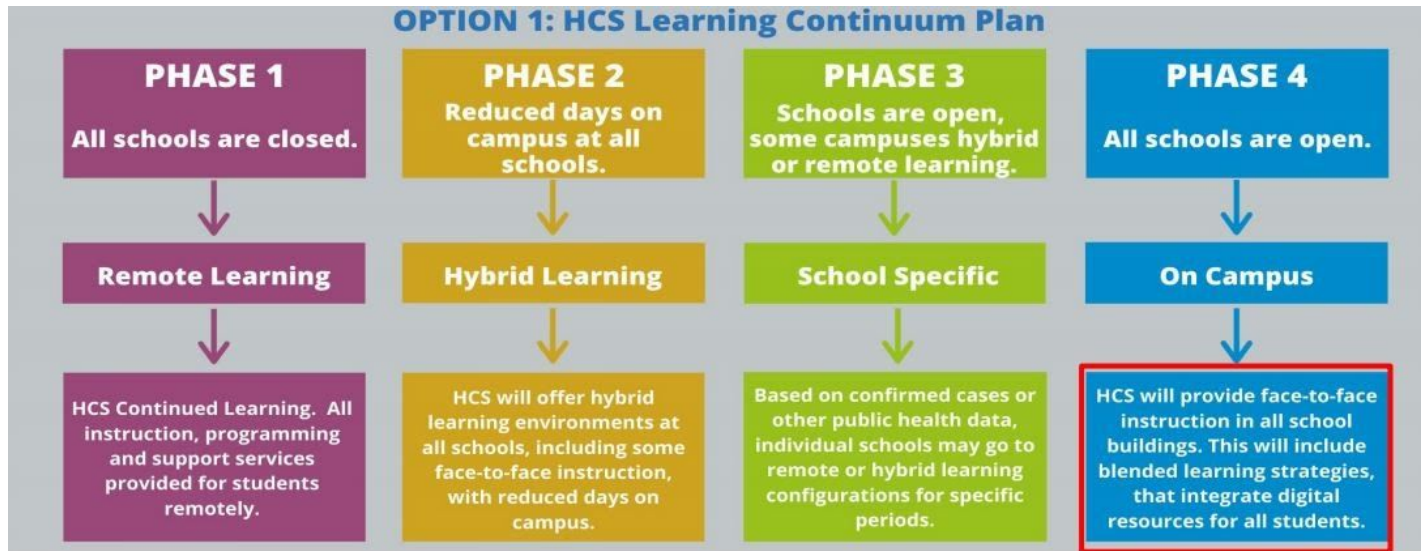 OPTION 1: HCS Learning Continuum Plan
PHASE 1
All schools are closed.
Remote Learning
HCS Continued Learning. All
instruction, programming
and support services
provided for students
remotely.
PHASE 2
Reduced days on
campus at all
schools.
Hybrid Learning
HCS will offer hybrid
learning environments at
all schools, including some
face-to-face instruction,
with reduced days on
campus.
PHASE 3
Schools are open,
some campuses hybrid
or remote learning.
School Specific
Based on confirmed cases or
other public health data,
individual schools may go to
remote or hybrid learning
configurations for specific
periods.
PHASE 4
All schools are open.
On Campus
HCS will provide face-to-face
instruction in all school
buildings. This will include
blended learning strategies,
that integrate digital
resources for all students.